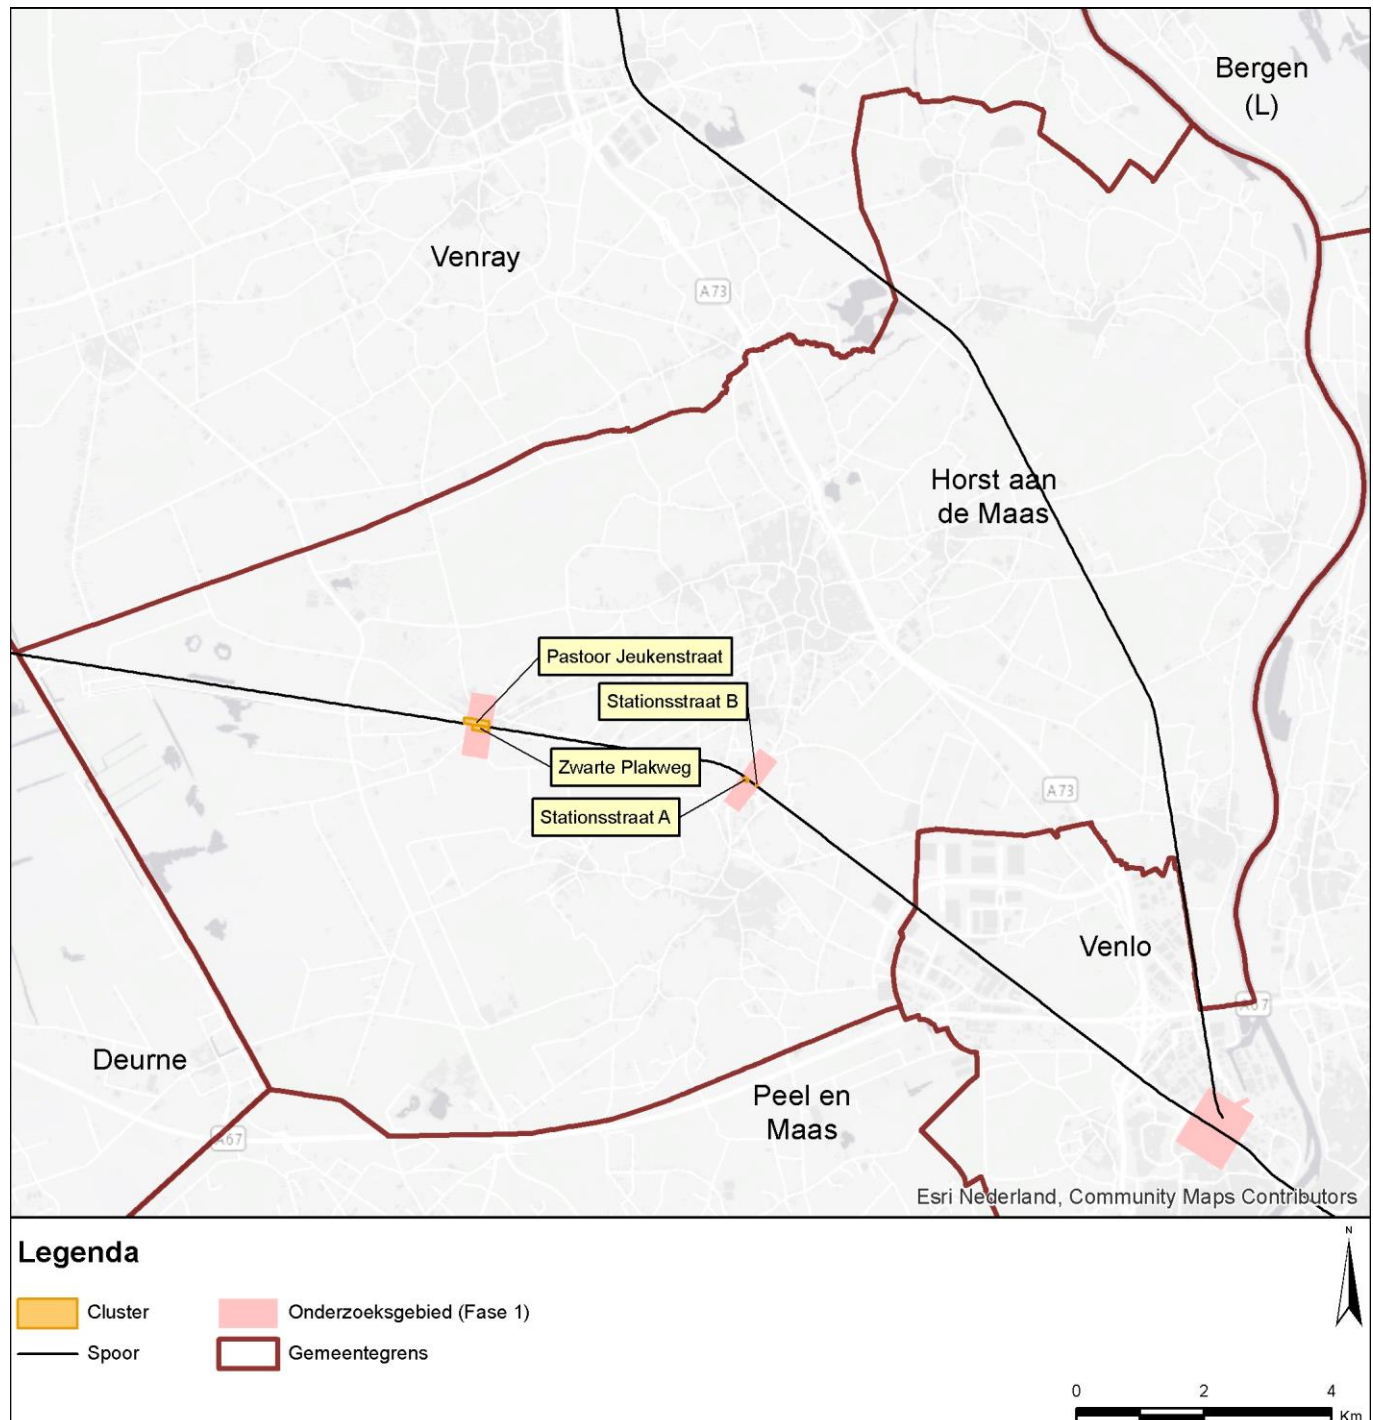 Bergen
(L)
Venray
A73
Horst aan
de Maas
Pastoor Jeukenstraat
Stationsstraat B
Zwarte Plakweg
Stationsstraat A
A73
Venlo
A67
Deurne
Peel en
Maas
A67
Esri Nederland, Community Maps Contributors
Legenda
N
Cluster
Onderzoeksgebied (Fase 1)
Spoor
Gemeentegrens
0 2 4
Km